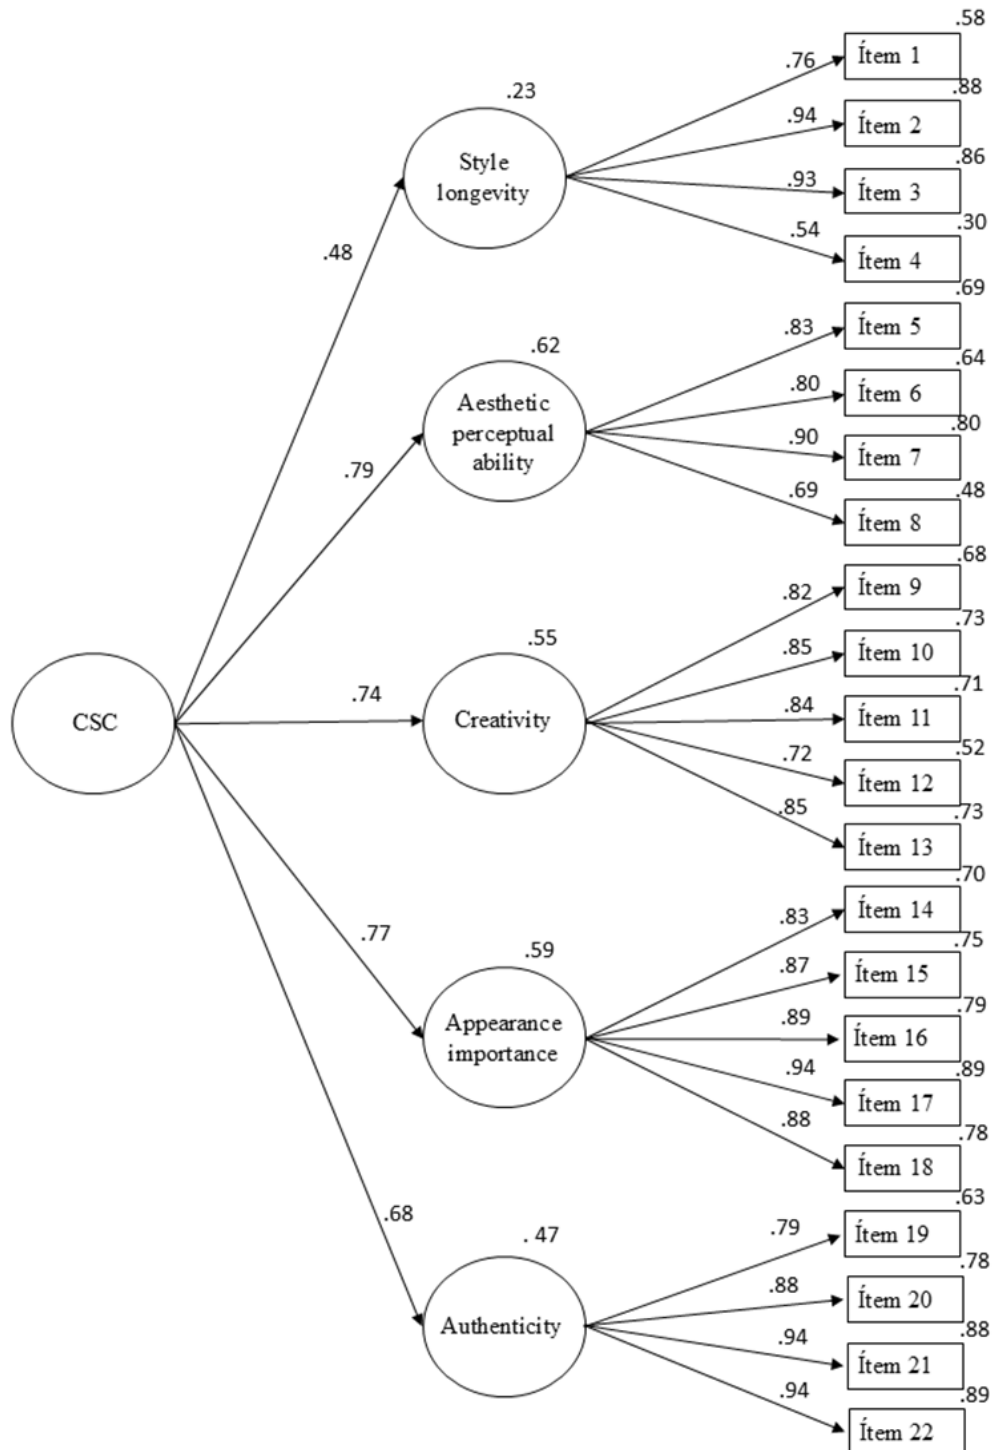 .58
.76
Ítem 1
.23
.88
.94
Ítem 2
Style
longevity
.86
.93
Ítem 3
.30
.54
Ítem 4
.48
.69
.83
Ítem 5
.62
.64
.80
Ítem 6
Aesthetic
perceptual
ability
.80
.90
Ítem 7
.79
.48
.69
Ítem 8
.68
.82
Ítem 9
.55
.73
.85
Ítem 10
.74
.71
.84
Ítem 11
CSC
Creativity
.52
.72
Ítem 12
.73
.85
Ítem 13
.70
.83
Ítem 14
.77
.59
.75
.87
Ítem 15
.79
.89
Ítem 16
Appearance
importance
.89
.94
Ítem 17
.78
.88
Ítem 18
.63
.68
.79
Ítem 19
. 47
.78
.88
Ítem 20
Authenticity
.88
.94
Ítem 21
.89
.94
Ítem 22